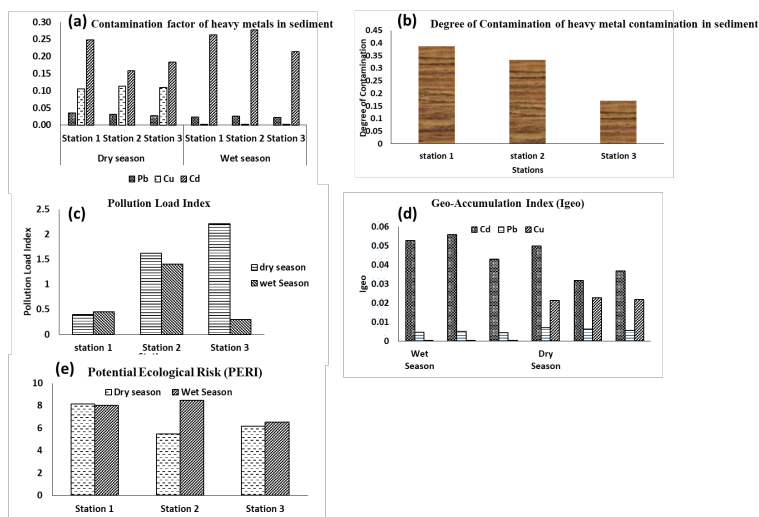 (a) Contamination factor of heavy metals in sediment
0.30
0.25
0.20
0.15
0.10
0.05
0.00
Station 1 Station 2 Station 3 Station 1 Station 2 Station 3
Dry season Wet season
Pb Cu Cd
(b) Degree of Contamination of heavy metal contamination in sediment
Degree of Contamination
0.45
0.4
0.35
0.3
0.25
0.2
0.15
0.1
0.05
0
station 1 station 2 Station 3
Stations
(c) Pollution Load Index
Pollution Load Index
2.5
2
1.5
1
0.5
0
dry season
wet Season
station 1 Station 2 Station 3
(d) Geo-Accumulation Index (Igeo)
Cd Pb Cu
Igeo
0.06
0.05
0.04
0.03
0.02
0.01
0
Wet Season
Dry Season
(e) Potential Ecological Risk (PERI)
Dry season Wet Season
10
8
6
4
2
0
Station 1 Station 2 Station 3